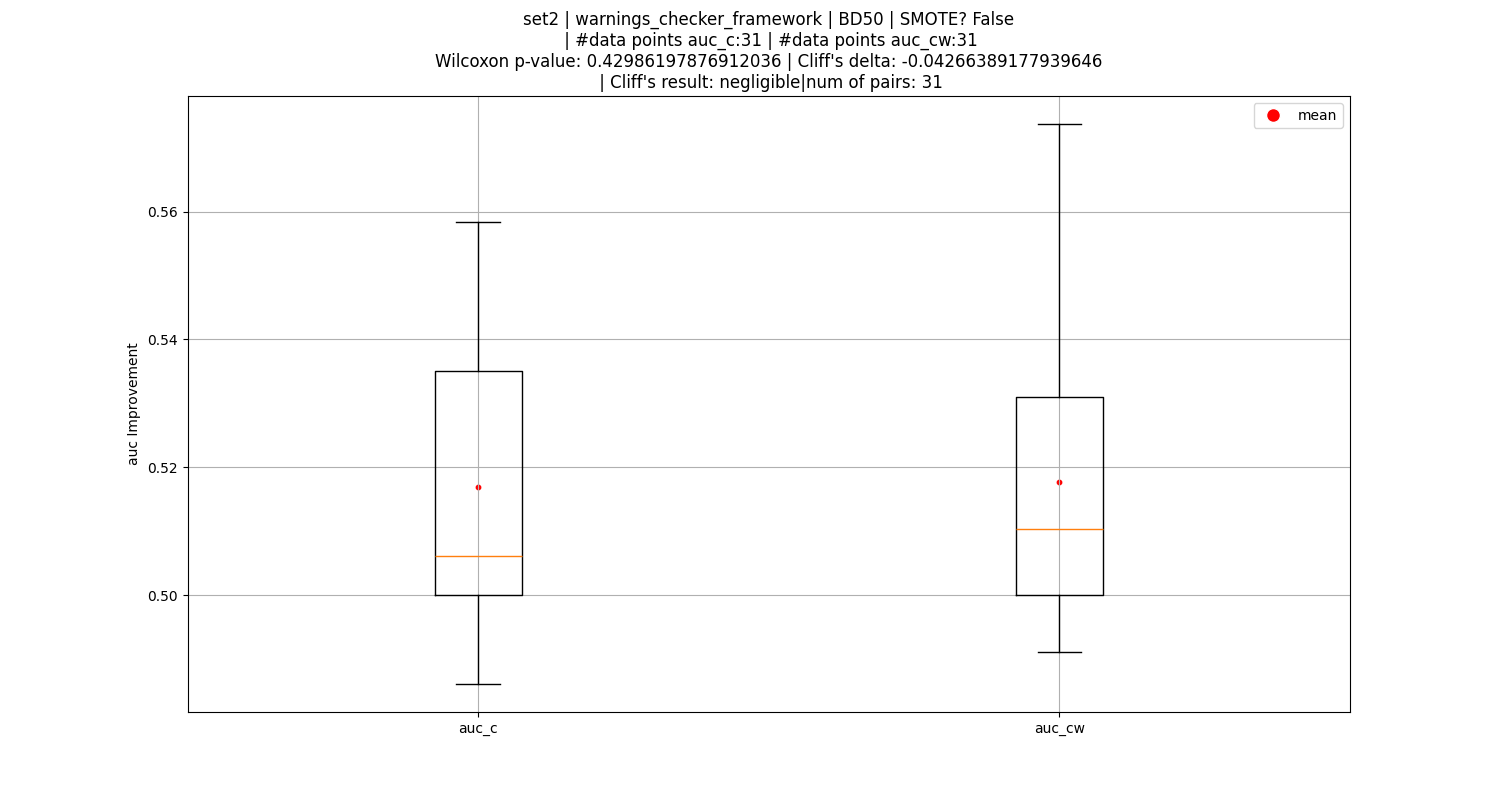 set2 | warnings_checker_framework | BD50 | SMOTE? False
| #data points auc_c:31 | #data points auc_cw:31
Wilcoxon p-value: 0.42986197876912036 | Cliff's delta: -0.04266389177939646
| Cliff's result: negligible|num of pairs: 31
mean
0.56
0.54
0.52
0.50
auc Improvement
auc_c
auc_cw